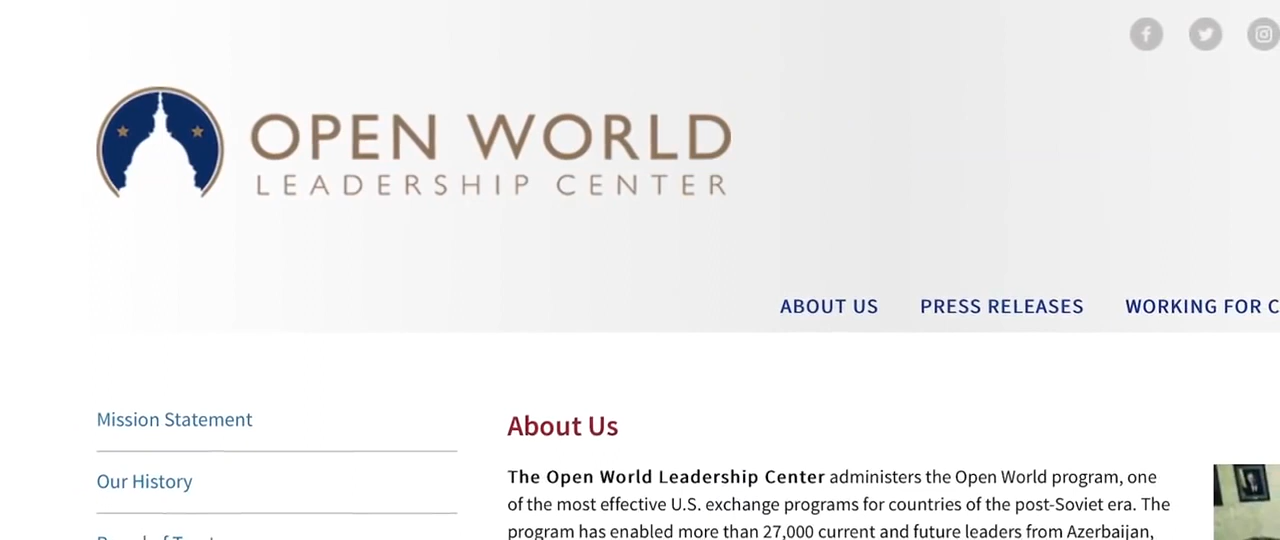 OPEN WORLD
LEADERSHIP CENTER
ABOUT US PRESS RELEASES WORKING FOR
Mission Statement
Our History
About Us
The Open World Leadership Center administers the Open World program, one
of the most effective U.S. exchange programs for countries of the post-Soviet era. The
program has enabled more than 27,000 current and future leaders from Azerbaijan,